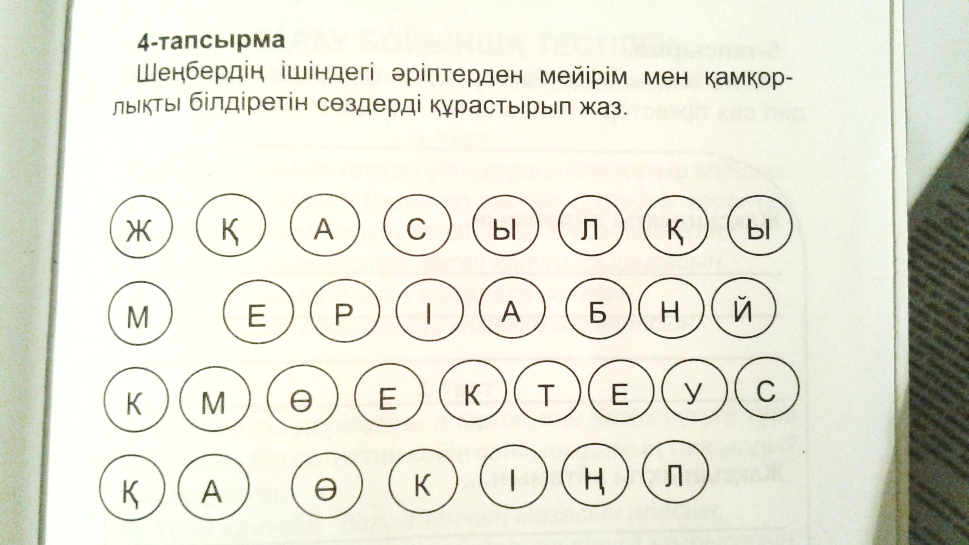 4-тапсырма
Шеңбердің ішіндегі әріптерден мейірім мен қамқор-
лықты білдіретін сөздерді құрастырып жаз.
Ж Қ А С Ы Л Қ Ы
М Е Р І А Б Н Й
К М Ө Е К Т Е У С
Қ А Ө К І Ң Л